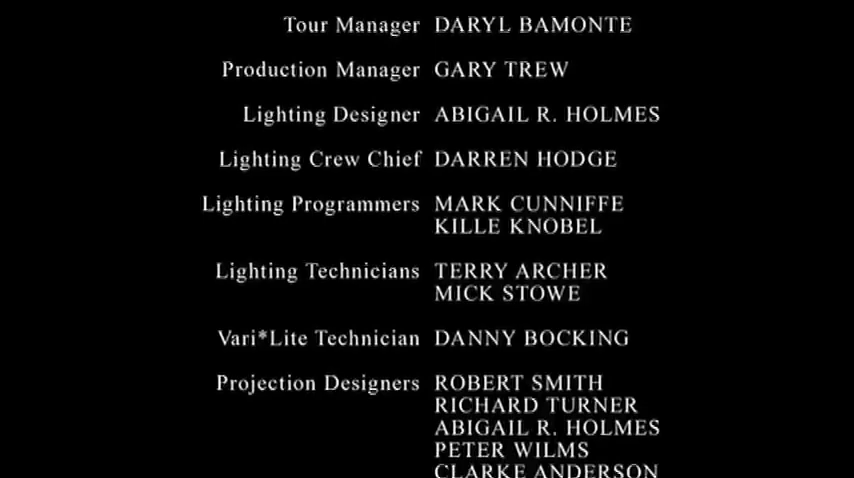 Tour Manager DARYL BAMONTE
Production Manager GARY TREW
Lighting Designer ABIGAIL R. HOLMES
Lighting Crew Chief DARREN HODGE
Lighting Programmers MARK CUNNIFFE
KILLE KNOBEL
Lighting Technicians TERRY ARCHER
MICK STOWE
Vari*Lite Technician DANNY BOCKING
Projection Designers ROBERT SMITH
RICHARD TURNER
ABIGAIL R. HOLMES
PETER WILMS
CLARKE ANDERSON